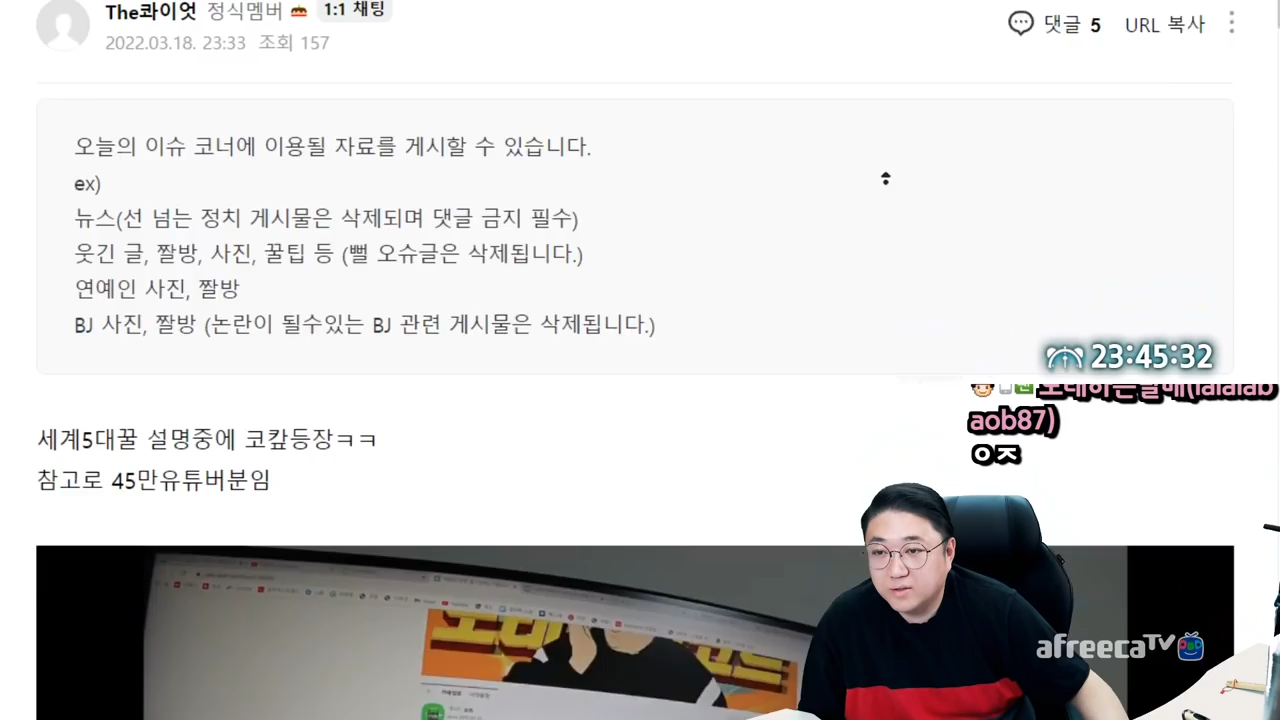 The콰이엇 정식멤버 1:1 채팅
2022.03.18. 23:33 조회 157
댓글 5 URL 복사
오늘의 이슈 코너에 이용될 자료를 게시할 수 있습니다.
ex)
뉴스(선 넘는 정치 게시물은 삭제되며 댓글 금지 필수)
웃긴 글, 짤방, 사진, 꿀팁 등 (뻘 오슈글은 삭제됩니다.)
연예인 사진, 짤방
BJ 사진, 짤방 (논란이 될수있는 BJ 관련 게시물은 삭제됩니다.)
23:45:32
aob87)
ㅇㅈ
세계5대꿀 설명중에 코캎등장ㅋㅋ
참고로 45만유튜버분임
afreecaTV